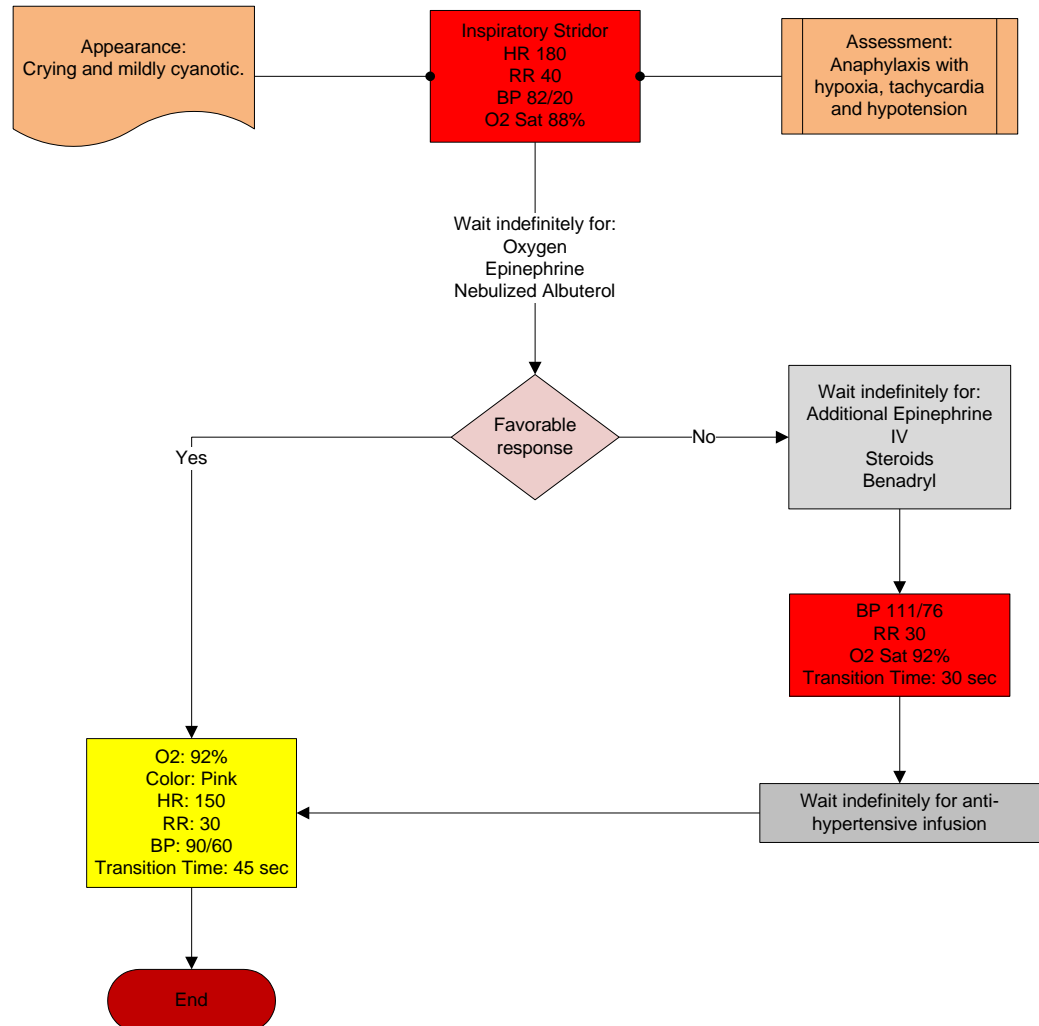 Appearance:
Crying and mildly cyanotic.
Inspiratory Stridor
HR 180
RR 40
BP 82/20
O2 Sat 88%
Assessment:
Anaphylaxis with
hypoxia, tachycardia
and hypotension
Wait indefinitely for:
Oxygen
Epinephrine
Nebulized Albuterol
Favorable
response
Yes
No
Wait indefinitely for:
Additional Epinephrine
IV
Steroids
Benadryl
BP 111/76
RR 30
O2 Sat 92%
Transition Time: 30 sec
Wait indefinitely for anti-
hypertensive infusion
O2: 92%
Color: Pink
HR: 150
RR: 30
BP: 90/60
Transition Time: 45 sec
End